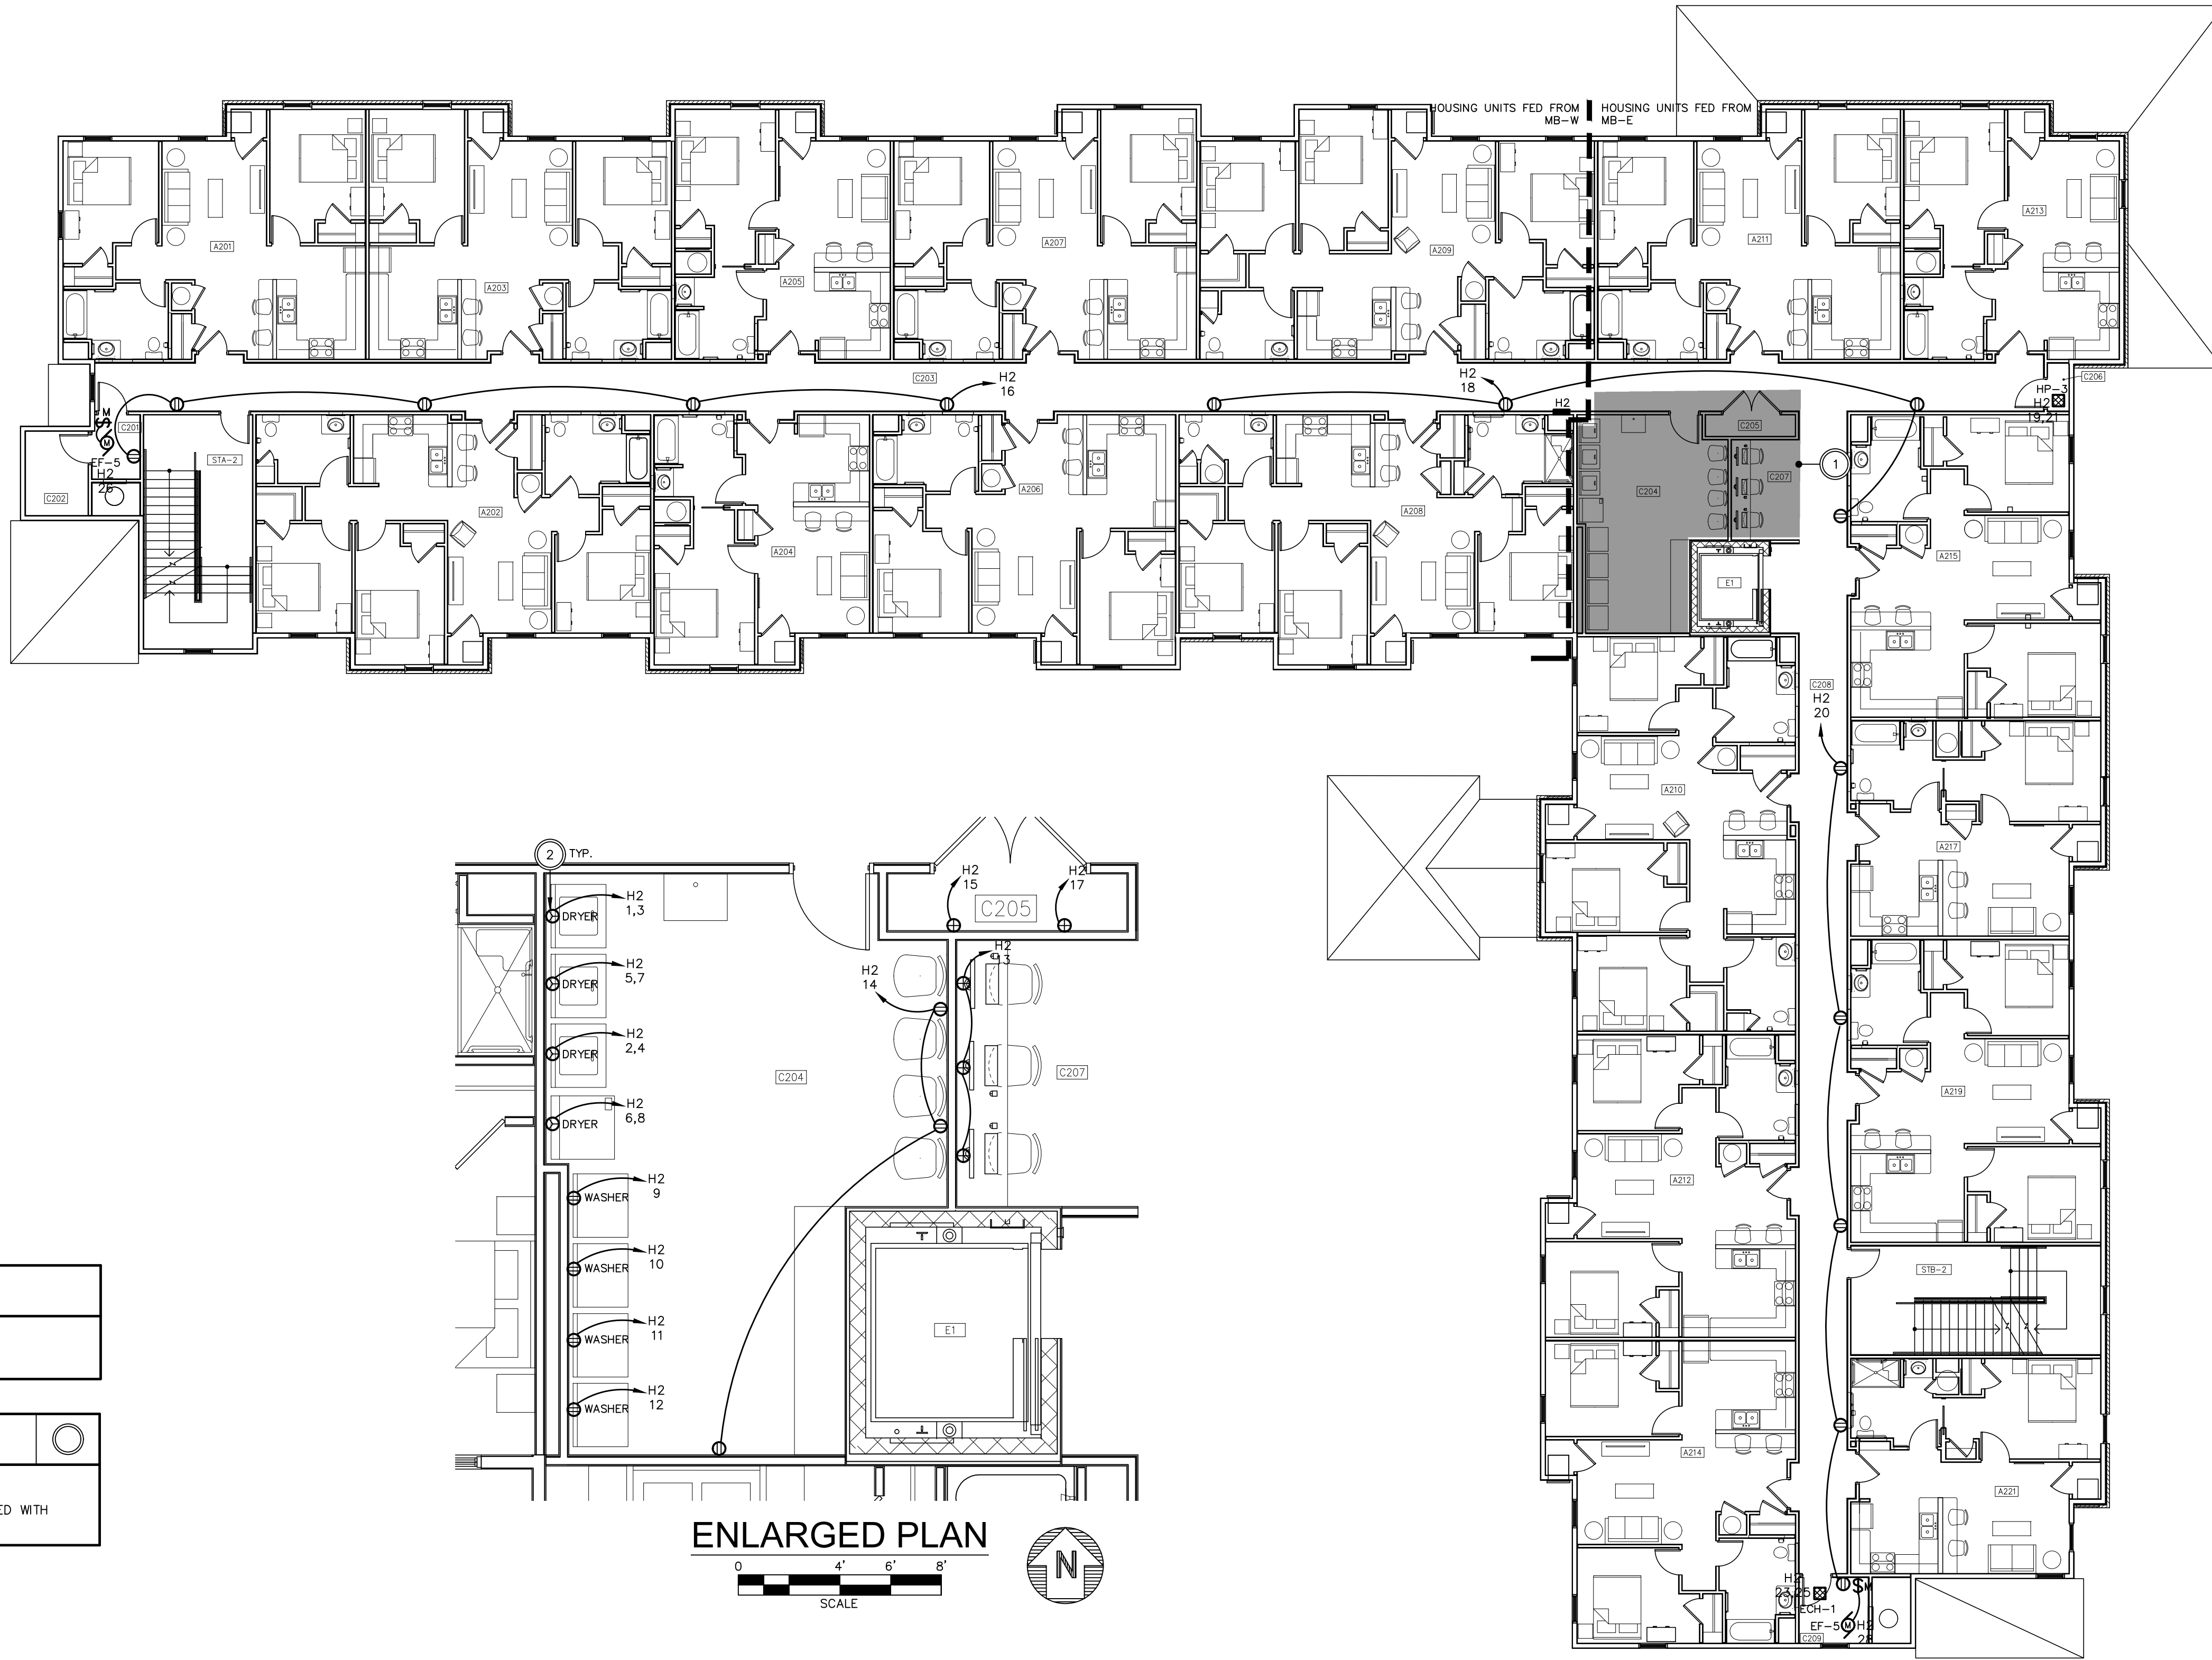 HOUSING UNITS FED FROM
MB-W
HOUSING UNITS FED FROM
MB-E
A201
A203
A205
A207
A209
A211
A213
C203
H2
16
H2
18
H2
C206
HP-3
H2
19,21
M
$
C201
M
EF-5
H2
26
C202
STA-2
A202
A204
A206
A208
C204
C205
C207
1
E1
A215
C208
H2
20
A210
A217
A219
A212
STB-2
A214
A221
H2
23,25
ECH-1
$M
EF-5
M
H2
28
C209
2
TYP.
DRYER
H2
1,3
DRYER
H2
5,7
DRYER
H2
2,4
DRYER
H2
6,8
WASHER
H2
9
WASHER
H2
10
WASHER
H2
11
WASHER
H2
12
H2
15
C205
H2
17
H2
13
H2
14
C204
C207
E1
ENLARGED PLAN
0 4' 6' 8'
SCALE
N
ED WITH